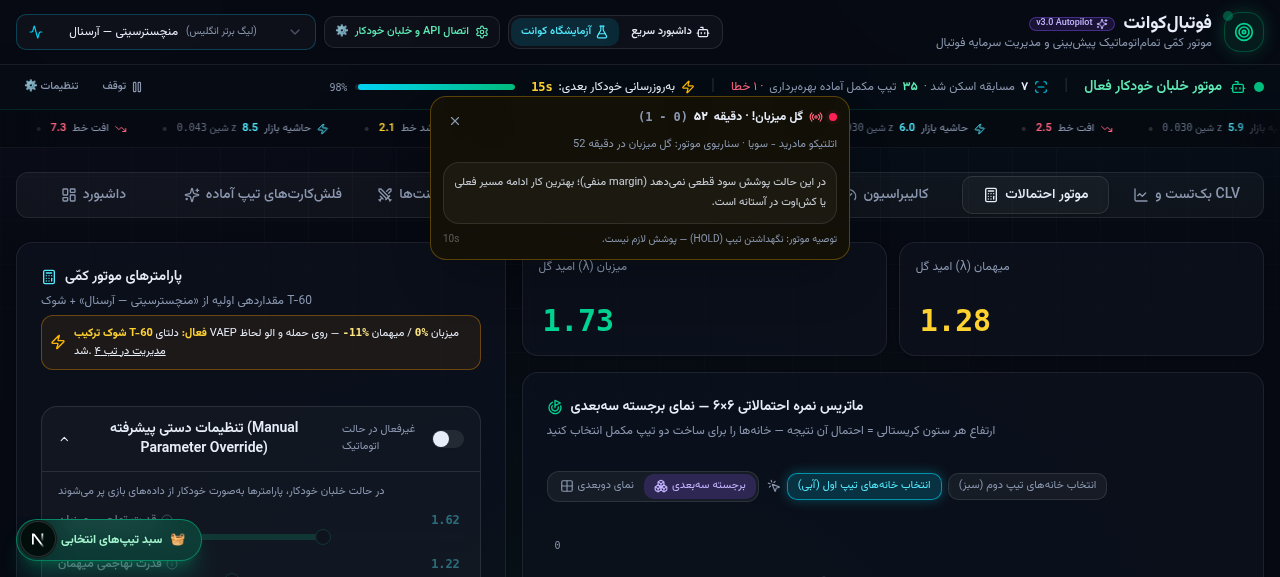 فوتبال‌کوانت
v3.0 Autopilot
موتور کمّی تمام‌اتوماتیک پیش‌بینی و مدیریت سرمایه فوتبال
داشبورد سریع
آزمایشگاه کوانت
اتصال API و خلبان خودکار
منچسترسیتی — آرسنال (لیگ برتر انگلیس)
موتور خلبان خودکار فعال
۷ مسابقه اسکن شد · ۳۵ تیپ مکمل آماده بهره‌برداری · ۱ خطا
به‌روزرسانی خودکار بعدی: 15s
98%
توقف
تنظیمات
بازار 5.9 z شین 0.030
افت خط 2.5
حاشیه بازار 6.0 z شین 0.030
شد خط 2.1
حاشیه بازار 8.5 z شین 0.043
افت خط 7.3
گل میزبان! · دقیقه ۵۲ (0 - 1)
اتلتیکو مادرید - سویا · سناریوی موتور: گل میزبان در دقیقه 52
در این حالت پوشش سود قطعی نمی‌دهد (margin منفی)؛ بهترین کار ادامه مسیر فعلی
یا کش‌اوت در آستانه است.
توصیه موتور: نگهداشتن تیپ (HOLD) — پوشش لازم نیست.
10s
بک‌تست و CLV
موتور احتمالات
کالیبراسیون
فلش‌کارت‌های تیپ آماده
داشبورد
میهمان (λ) امید گل
1.28
میزبان (λ) امید گل
1.73
پارامترهای موتور کمّی
مقداردهی اولیه از «منچسترسیتی — آرسنال» + شوک T-60
شوک ترکیب T-60 فعال: دلتای VAEP میزبان 0% / میهمان -11% — روی حمله و الو لحاظ
شد. مدیریت در تب ۴
تنظیمات دستی پیشرفته (Manual
Parameter Override)
غیرفعال در حالت
اتوماتیک
در حالت خلبان خودکار، پارامترها به‌صورت خودکار از داده‌های بازی پر می‌شوند
1.62
قدرت تهاجمی میهمان
1.22
سبد تیپ‌های انتخابی
N
ماتریس نمره احتمالاتی ۶×۶ — نمای برجسته سه‌بعدی
ارتفاع هر ستون کریستالی = احتمال آن نتیجه — خانه‌ها را برای ساخت دو تیپ مکمل انتخاب کنید
نمای دوبعدی
برجسته سه‌بعدی
انتخاب خانه‌های تیپ اول (آبی)
انتخاب خانه‌های تیپ دوم (سبز)
0